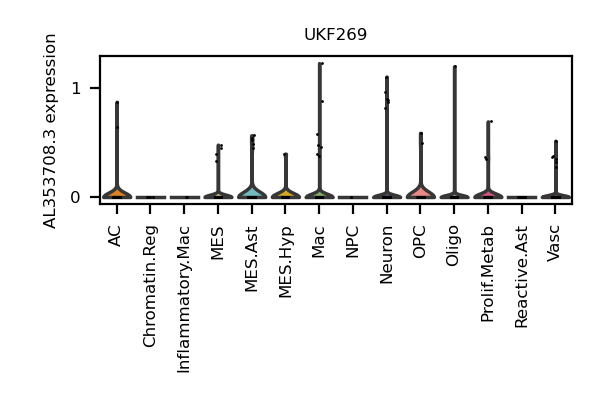 UKF269
AL353708.3 expression
1
0
AC
Chromatin.Reg
Inflammatory.Mac
MES
MES.Ast
MES.Hyp
Mac
NPC
Neuron
OPC
Oligo
Prolif.Metab
Reactive.Ast
Vasc